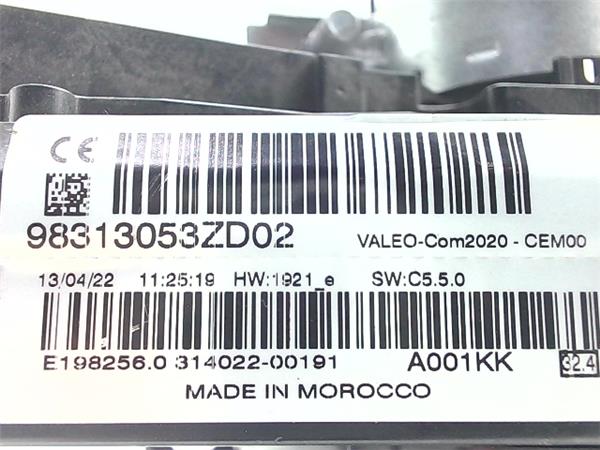 CE
98313053ZD02
VALEO-Com2020 - CEM00
13/04/22 11:25:19 HW:1921_e SW:C5.5.0
E198256.0 314022-00191 A001KK 32.4
MADE IN MOROCCO